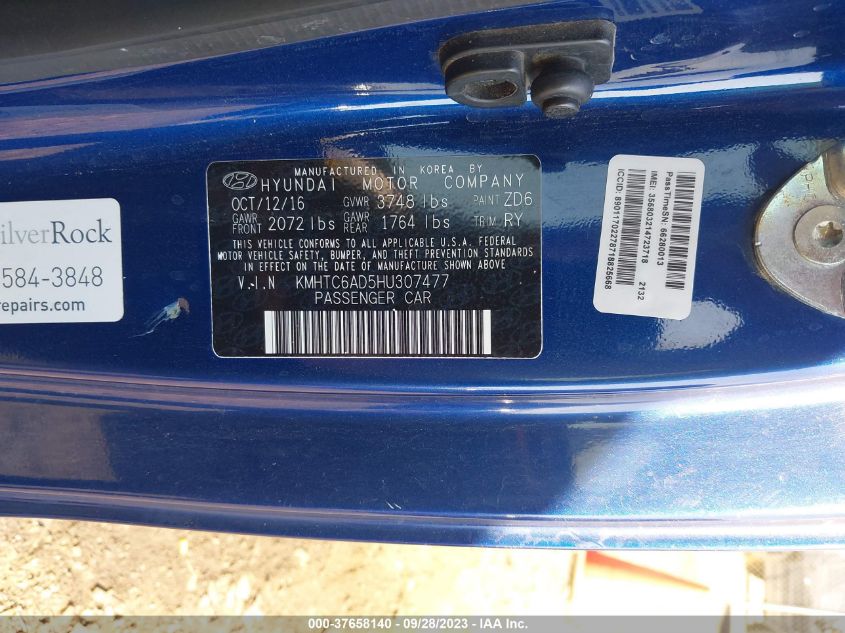 MANUFACTURED IN KOREA BY
HYUNDAI MOTOR COMPANY
OCT/12/16 GVWR 3748 lbs PAINT ZD6
GAWR FRONT 2072 lbs GAWR REAR 1764 lbs TRIM RY
THIS VEHICLE CONFORMS TO ALL APPLICABLE U.S.A. FEDERAL
MOTOR VEHICLE SAFETY, BUMPER, AND THEFT PREVENTION STANDARDS
IN EFFECT ON THE DATE OF MANUFACTURE SHOWN ABOVE.
V.I.N KMHTC6AD5HU307477
PASSENGER CAR
ilverRock
584-3848
repairs.com
PassTimeSN: 66280013
IMEI: 356803214723718 2132
ICCID: 89011702278718825668
000-37658140 - 09/28/2023 - IAA Inc.